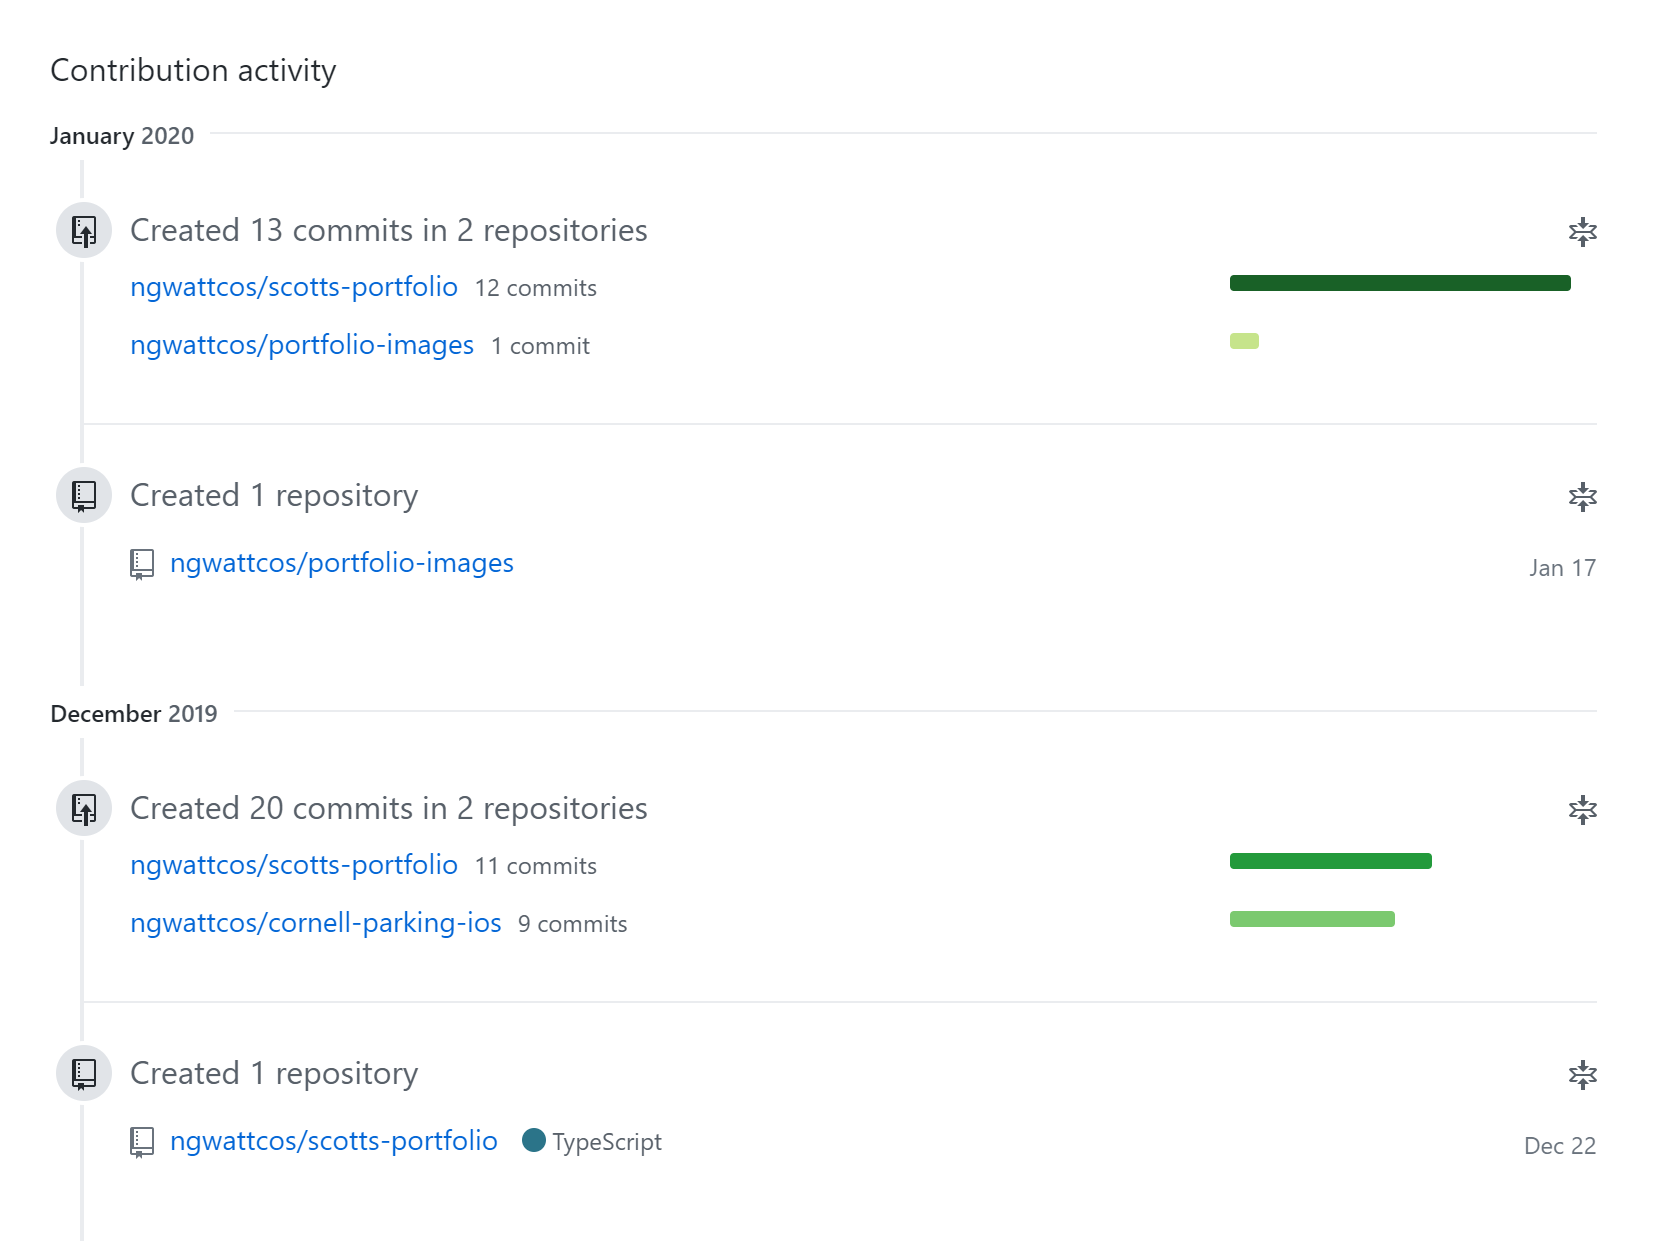 Contribution activity
January 2020
Created 13 commits in 2 repositories
ngwattcos/scotts-portfolio 12 commits
ngwattcos/portfolio-images 1 commit
Created 1 repository
ngwattcos/portfolio-images Jan 17
December 2019
Created 20 commits in 2 repositories
ngwattcos/scotts-portfolio 11 commits
ngwattcos/cornell-parking-ios 9 commits
Created 1 repository
ngwattcos/scotts-portfolio TypeScript Dec 22